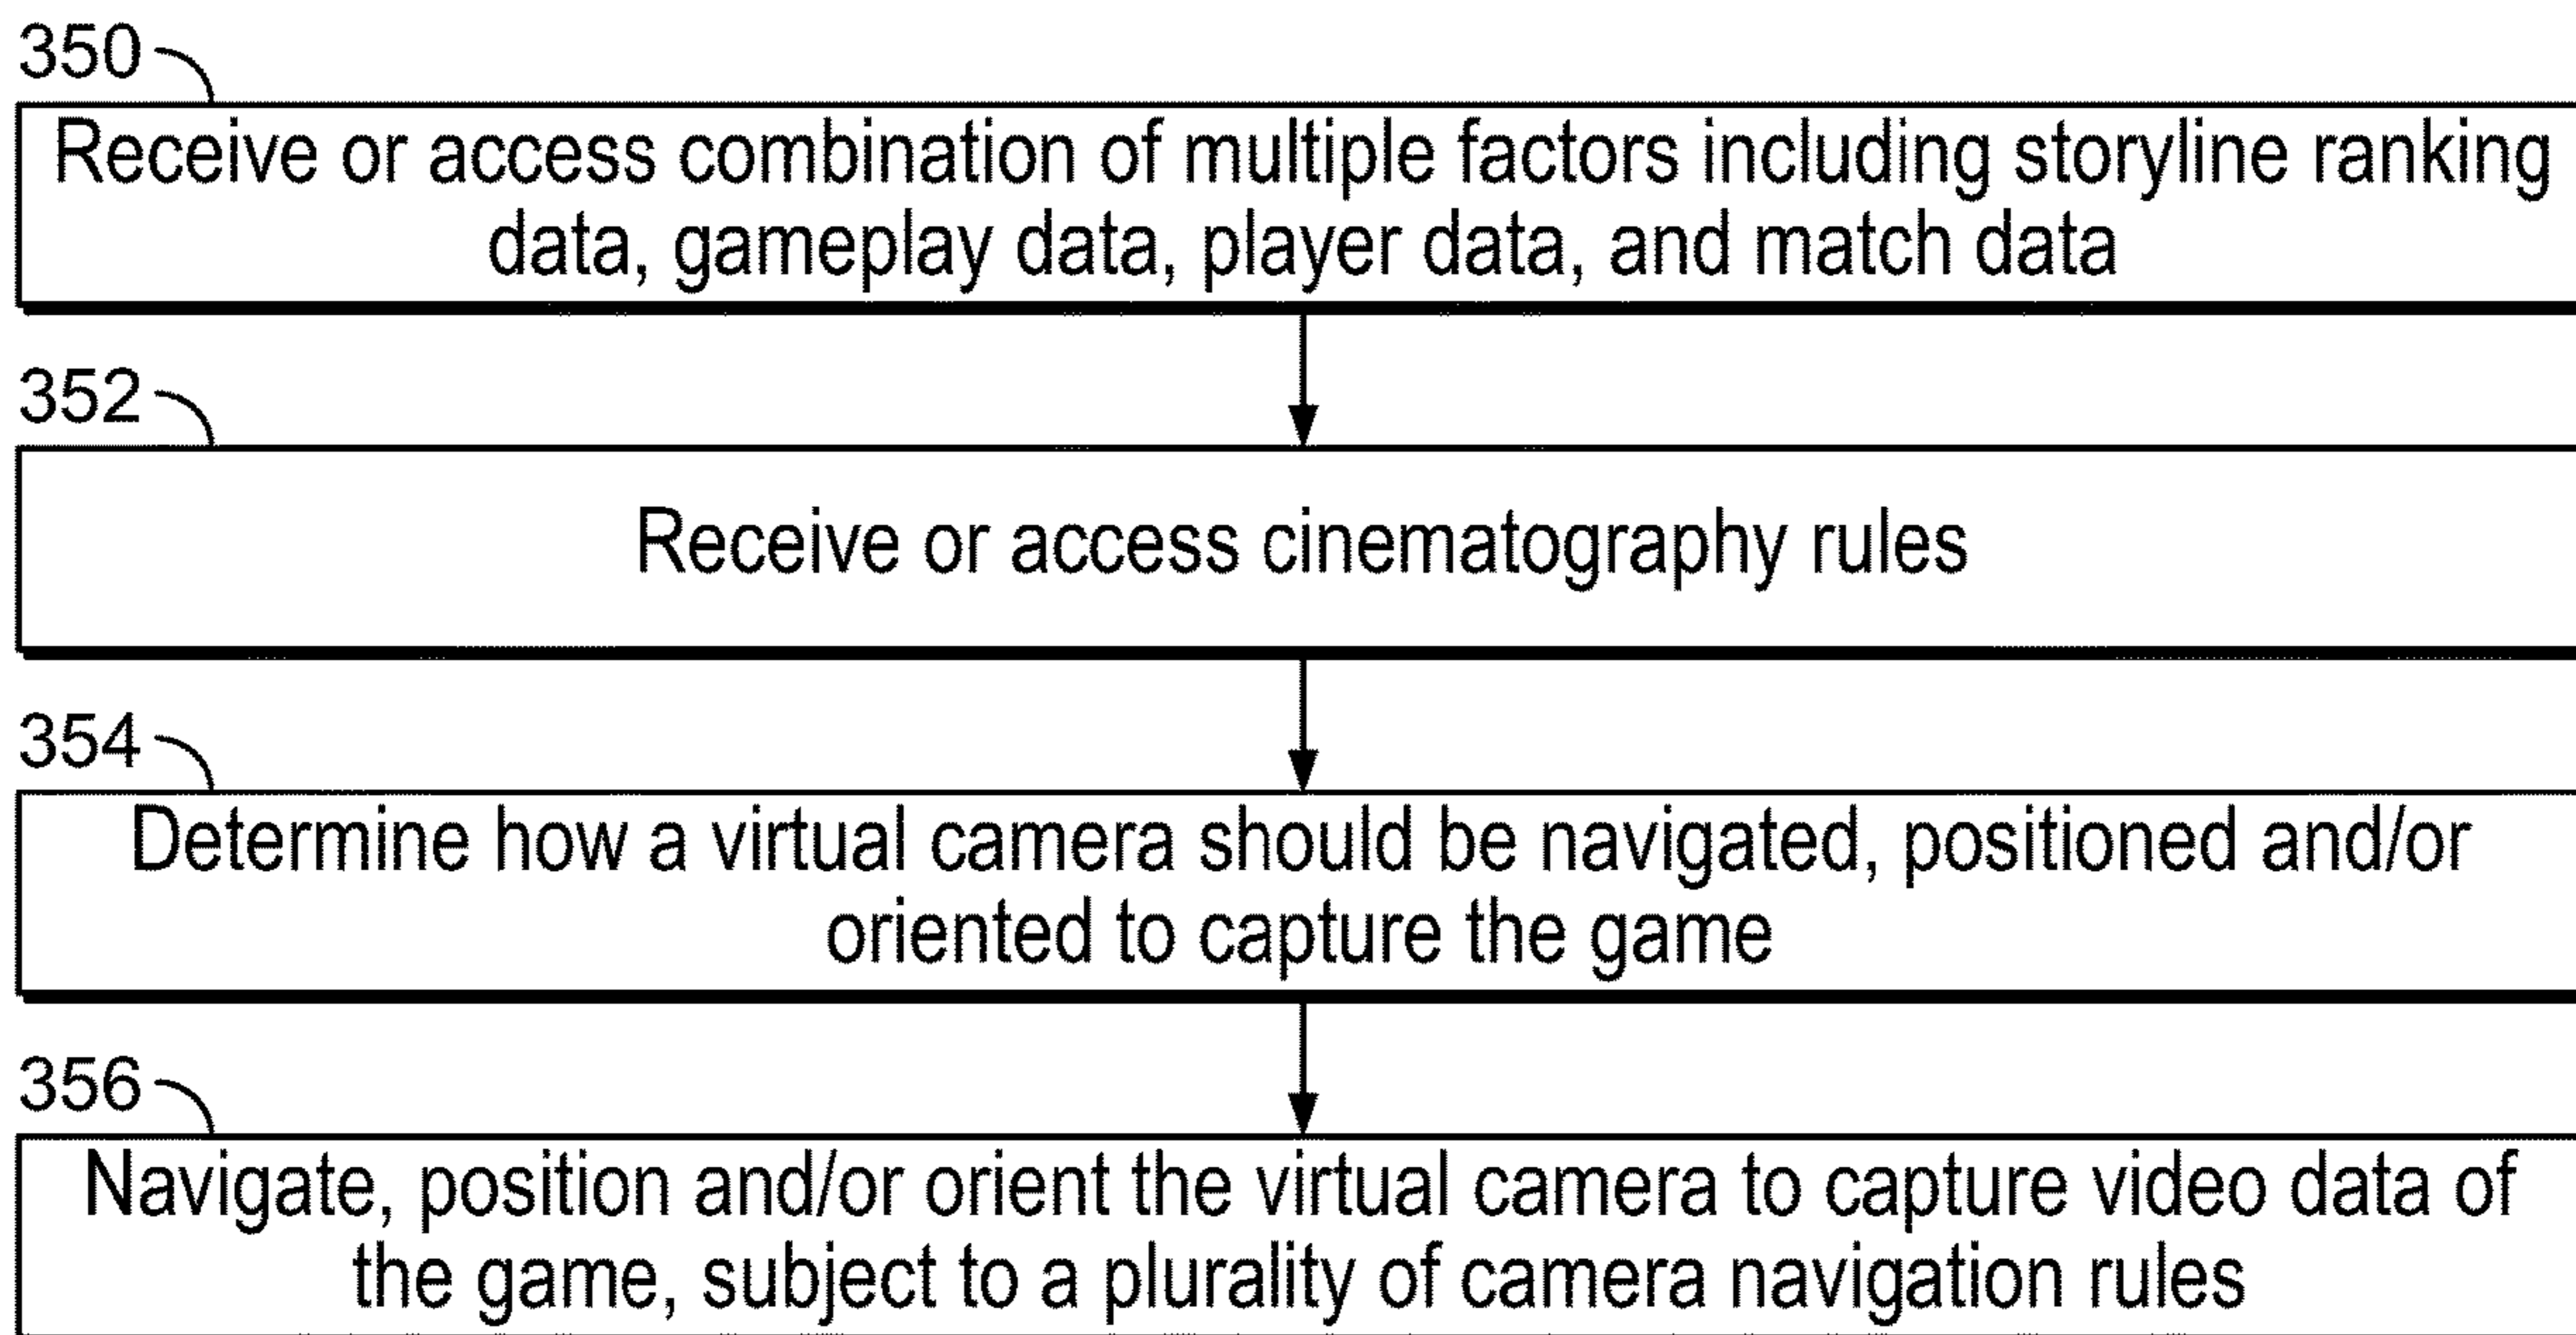 350
Receive or access combination of multiple factors including storyline ranking
data, gameplay data, player data, and match data
352
Receive or access cinematography rules
354
Determine how a virtual camera should be navigated, positioned and/or
oriented to capture the game
356
Navigate, position and/or orient the virtual camera to capture video data of
the game, subject to a plurality of camera navigation rules